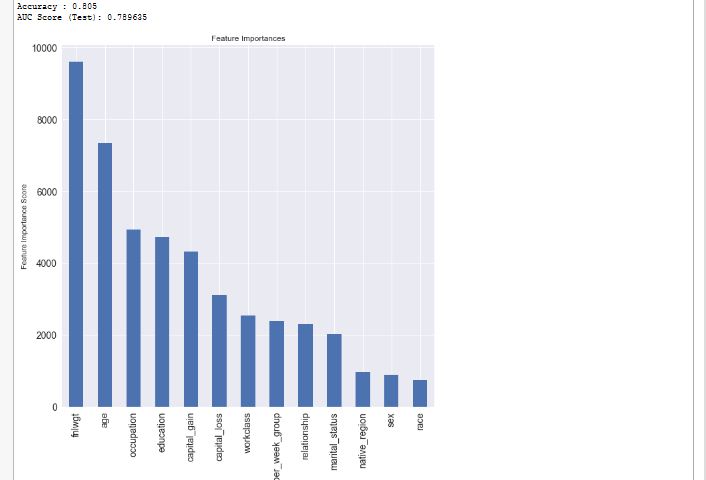 Accuracy : 0.805
AUC Score (Test): 0.789635
Feature Importances
10000
8000
6000
4000
2000
0
Feature Importance Score
fnlwgt
age
occupation
education
capital_gain
capital_loss
workclass
per_week_group
relationship
marital_status
native_region
sex
race